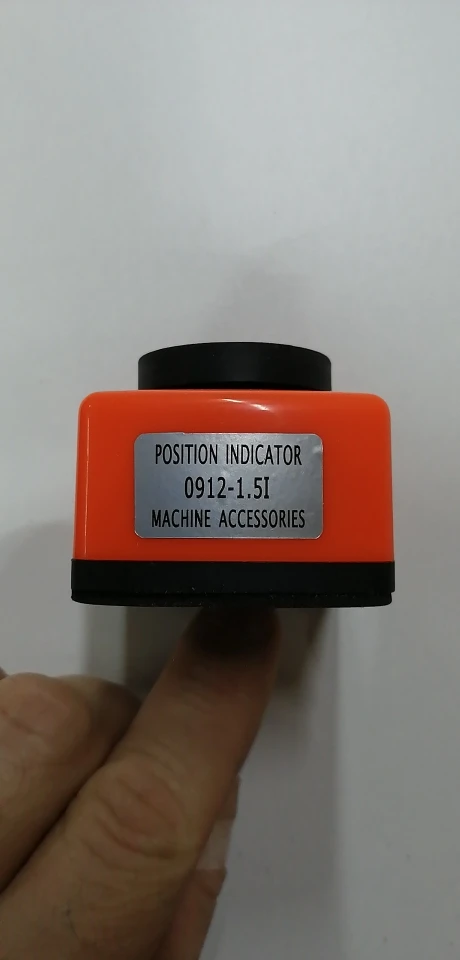 POSITION INDICATOR
0912-1.5I
MACHINE ACCESSORIES